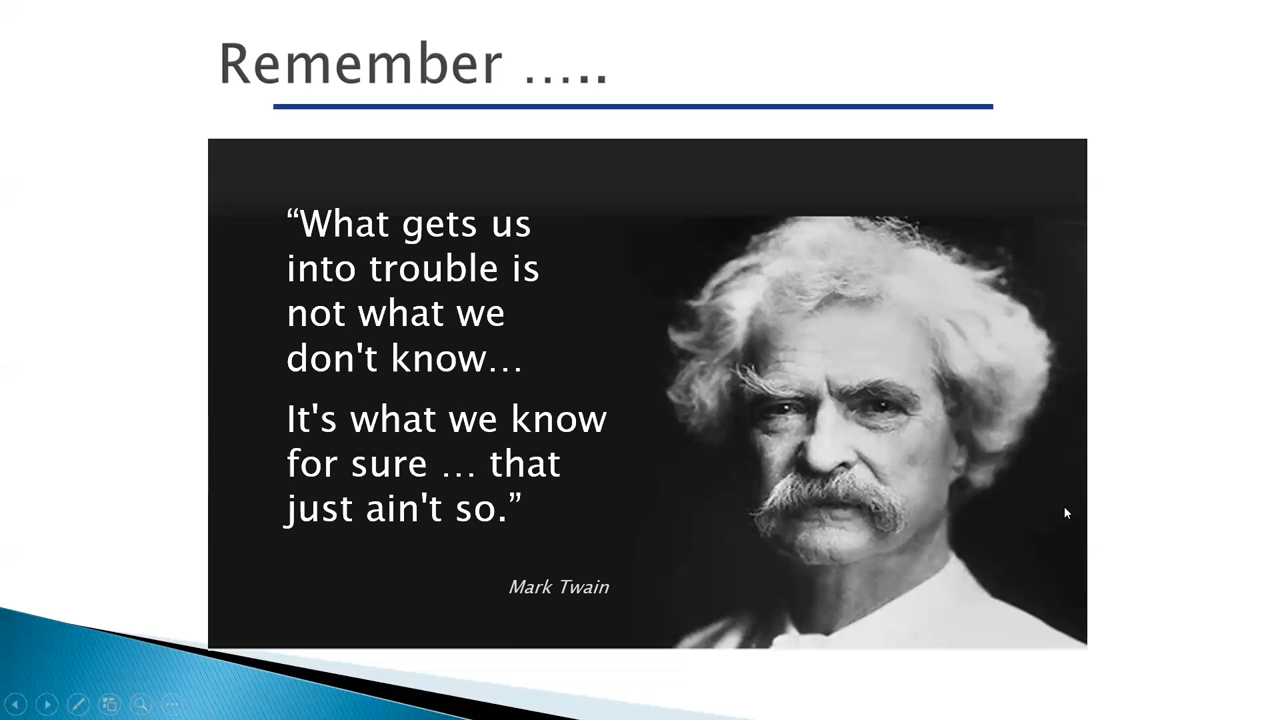 Remember …..
“What gets us
into trouble is
not what we
don't know…
It's what we know
for sure … that
just ain't so.”
Mark Twain